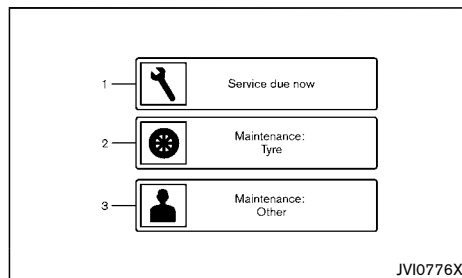 1
Service due now
2
Maintenance:
Tyre
3
Maintenance:
Other
JVI0776X